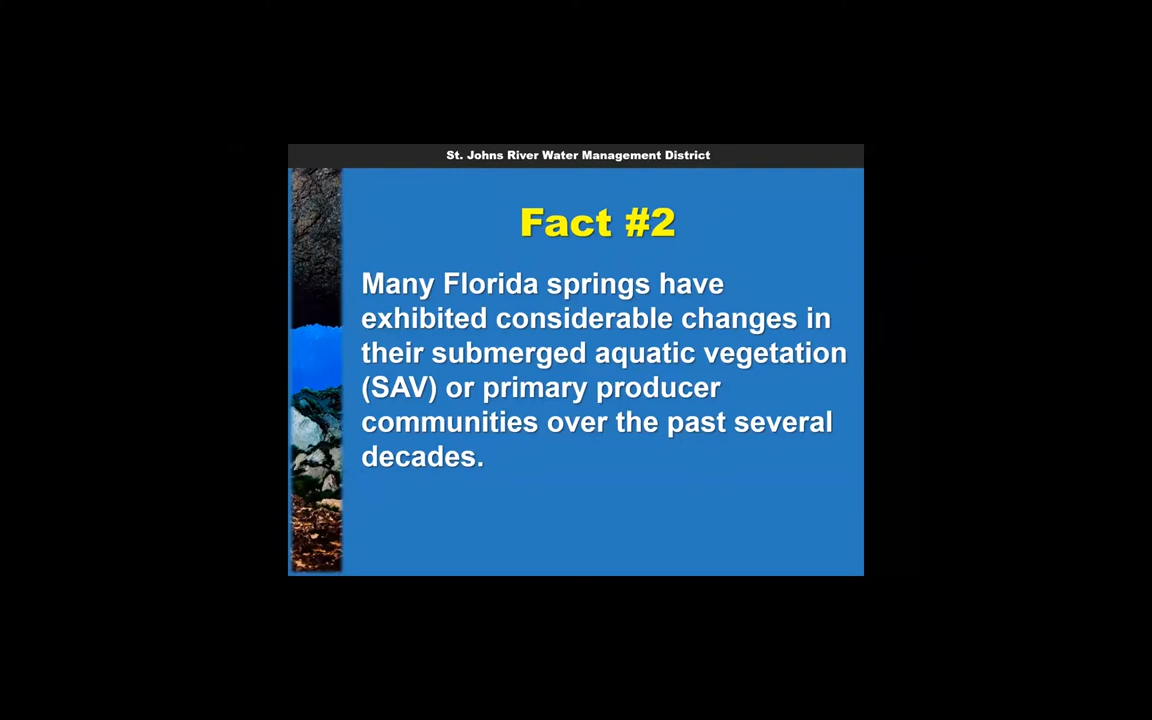 St. Johns River Water Management District
Fact #2
Many Florida springs have
exhibited considerable changes in
their submerged aquatic vegetation
(SAV) or primary producer
communities over the past several
decades.